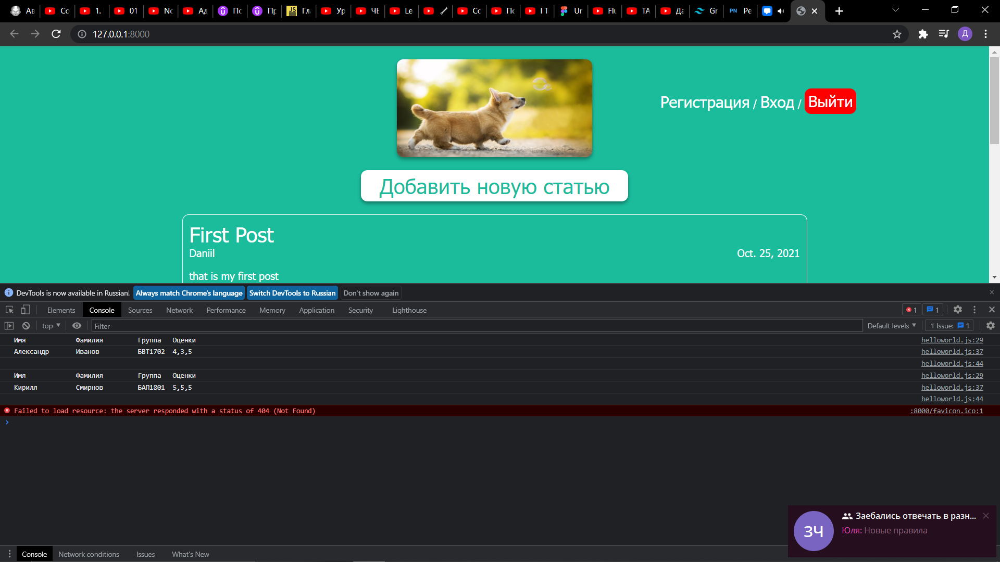 Ав Со 1. 01 Nc Ад Пс Пр Гл Ур ЧЕ Le Сс Пс I T Ur Flu TA Да Gr Pe
127.0.0.1:8000
Регистрация / Вход / Выйти
Добавить новую статью
First Post
Daniil Oct. 25, 2021
that is my first post
DevTools is now available in Russian! Always match Chrome's language Switch DevTools to Russian Don't show again
Elements Console Sources Network Performance Memory Application Security Lighthouse 1 1
top Filter Default levels 1 Issue: 1
Имя Фамилия Группа Оценки helloworld.js:29
Александр Иванов БВТ1702 4,3,5 helloworld.js:37
helloworld.js:44
Имя Фамилия Группа Оценки helloworld.js:29
Кирилл Смирнов БАП1801 5,5,5 helloworld.js:37
helloworld.js:44
Failed to load resource: the server responded with a status of 404 (Not Found) :8000/favicon.ico:1
ЗЧ
Заебались отвечать в разн...
Юля: Новые правила
Console Network conditions Issues What's New